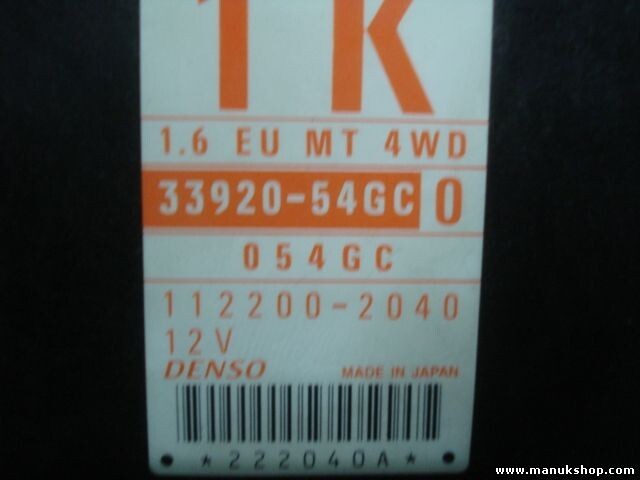 1K
1.6 EU MT 4WD
33920-54GC 0
054GC
112200-2040
12V
DENSO MADE IN JAPAN
*222040A*
www.manukshop.com